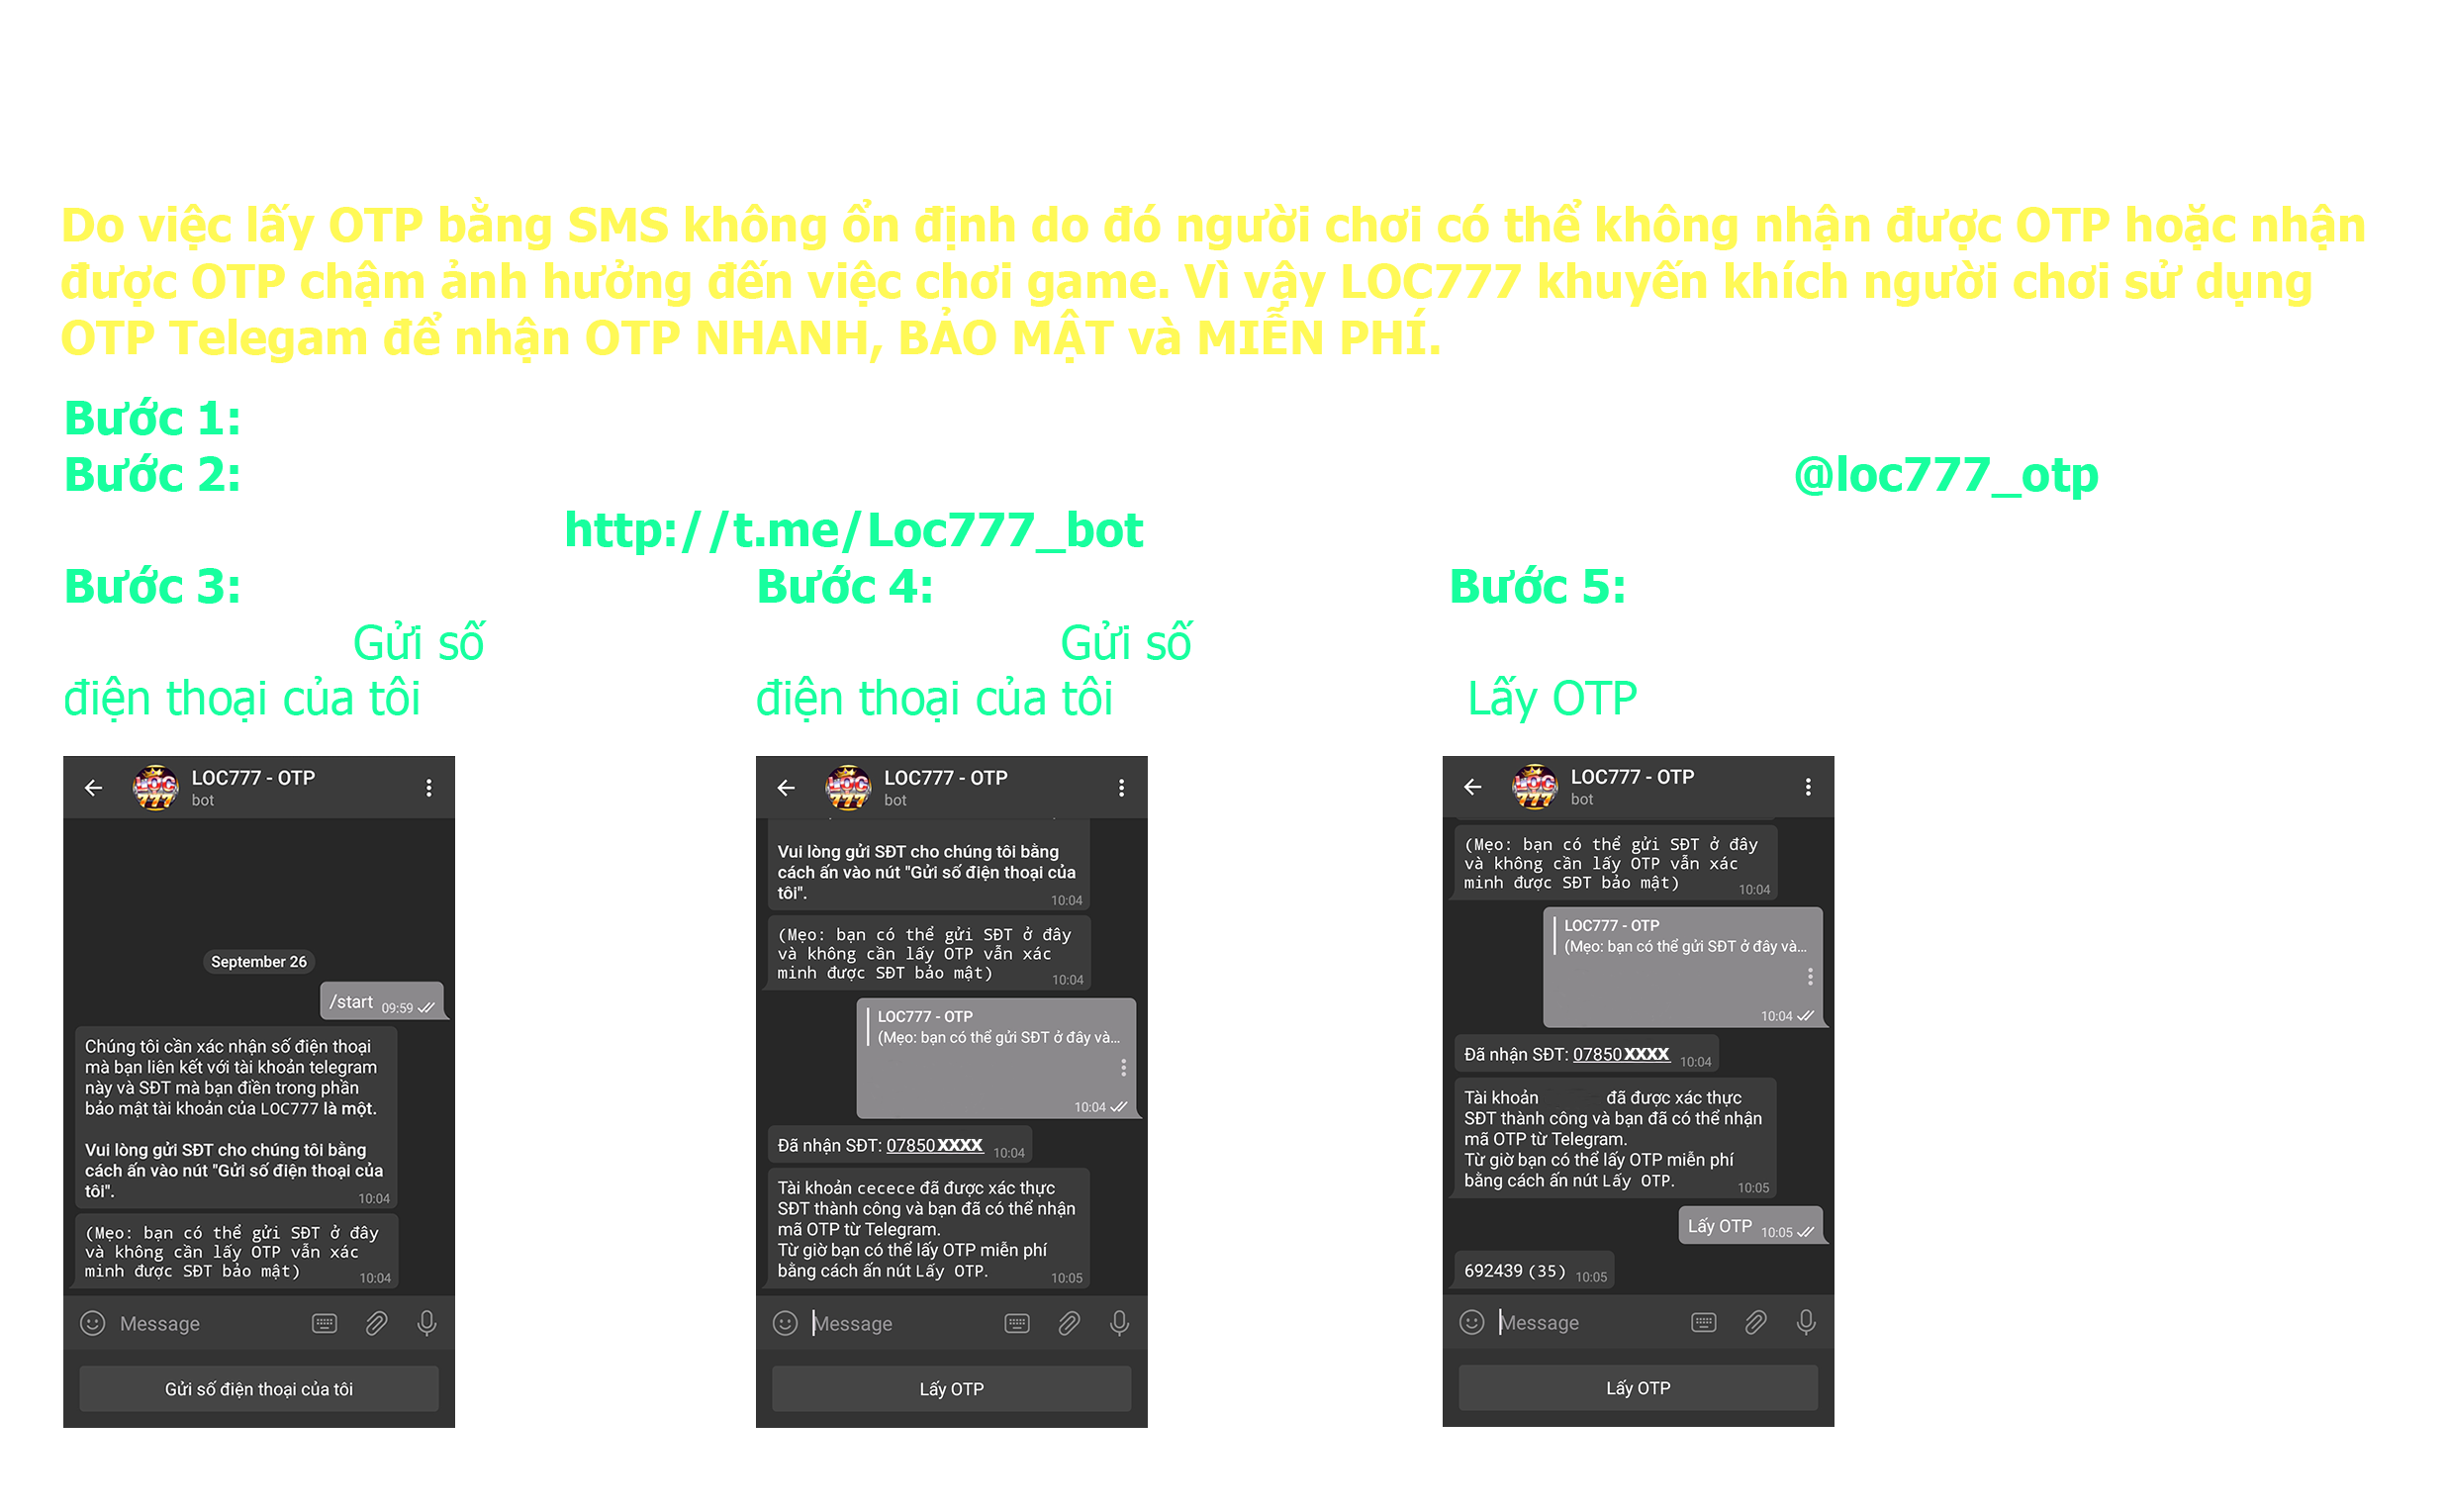 Do việc lấy OTP bằng SMS không ổn định do đó người chơi có thể không nhận được OTP hoặc nhận
được OTP chậm ảnh hưởng đến việc chơi game. Vì vậy LOC777 khuyến khích người chơi sử dụng
OTP Telegam để nhận OTP NHANH, BẢO MẬT và MIỄN PHÍ.
Bước 1:
Bước 2: @loc777_otp
http://t.me/Loc777_bot
Bước 3:
Gửi số
điện thoại của tôi
LOC777 - OTP
bot
September 26
/start 09:59
Chúng tôi cần xác nhận số điện thoại
mà bạn liên kết với tài khoản telegram
này và SĐT mà bạn điền trong phần
bảo mật tài khoản của LOC777 là một.
Vui lòng gửi SĐT cho chúng tôi bằng
cách ấn vào nút "Gửi số điện thoại của
tôi". 10:04
(Mẹo: bạn có thể gửi SĐT ở đây
và không cần lấy OTP vẫn xác
minh được SĐT bảo mật) 10:04
Message
Gửi số điện thoại của tôi
Bước 4:
Gửi số
điện thoại của tôi
LOC777 - OTP
bot
Vui lòng gửi SĐT cho chúng tôi bằng
cách ấn vào nút "Gửi số điện thoại của
tôi". 10:04
(Mẹo: bạn có thể gửi SĐT ở đây
và không cần lấy OTP vẫn xác
minh được SĐT bảo mật) 10:04
LOC777 - OTP
(Mẹo: bạn có thể gửi SĐT ở đây và...
10:04
Đã nhận SĐT: 07850XXXX 10:04
Tài khoản cecece đã được xác thực
SĐT thành công và bạn đã có thể nhận
mã OTP từ Telegram.
Từ giờ bạn có thể lấy OTP miễn phí
bằng cách ấn nút Lấy OTP. 10:05
Message
Lấy OTP
Bước 5:
Lấy OTP
LOC777 - OTP
bot
(Mẹo: bạn có thể gửi SĐT ở đây
và không cần lấy OTP vẫn xác
minh được SĐT bảo mật) 10:04
LOC777 - OTP
(Mẹo: bạn có thể gửi SĐT ở đây và...
10:04
Đã nhận SĐT: 07850XXXX 10:04
Tài khoản đã được xác thực
SĐT thành công và bạn đã có thể nhận
mã OTP từ Telegram.
Từ giờ bạn có thể lấy OTP miễn phí
bằng cách ấn nút Lấy OTP. 10:05
Lấy OTP 10:05
692439 (35) 10:05
Message
Lấy OTP